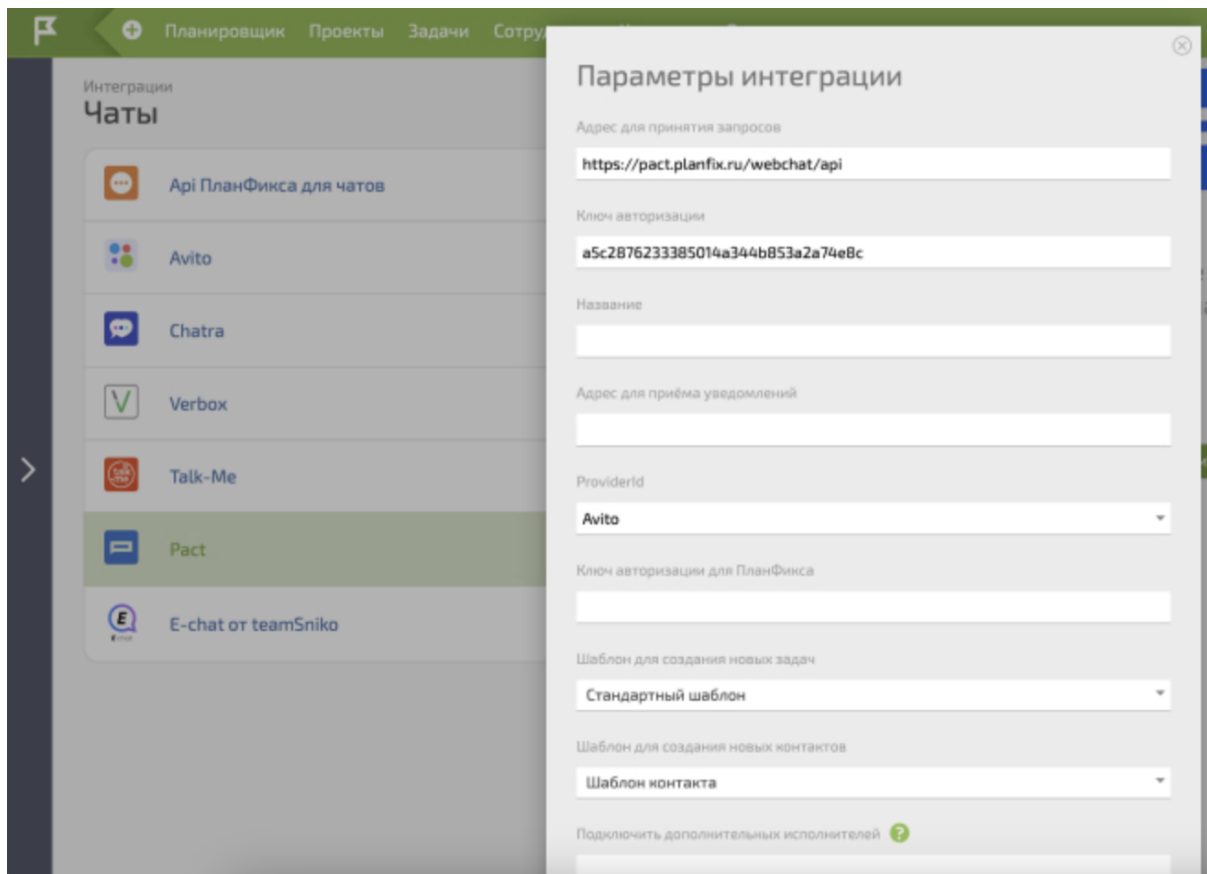 Планировщик Проекты Задачи
Интеграции
Чаты
Api ПланФикса для чатов
Avito
Chatra
Verbox
Talk-Me
Pact
E-chat от teamSniko
Параметры интеграции
Адрес для принятия запросов
https://pact.planfix.ru/webchat/api
Ключ авторизации
a5c2876233385014a344b853a2a74e8c
Название
Адрес для приёма уведомлений
ProviderId
Avito
Ключ авторизации для ПланФикса
Шаблон для создания новых задач
Стандартный шаблон
Шаблон для создания новых контактов
Шаблон контакта
Подключить дополнительных исполнителей ?